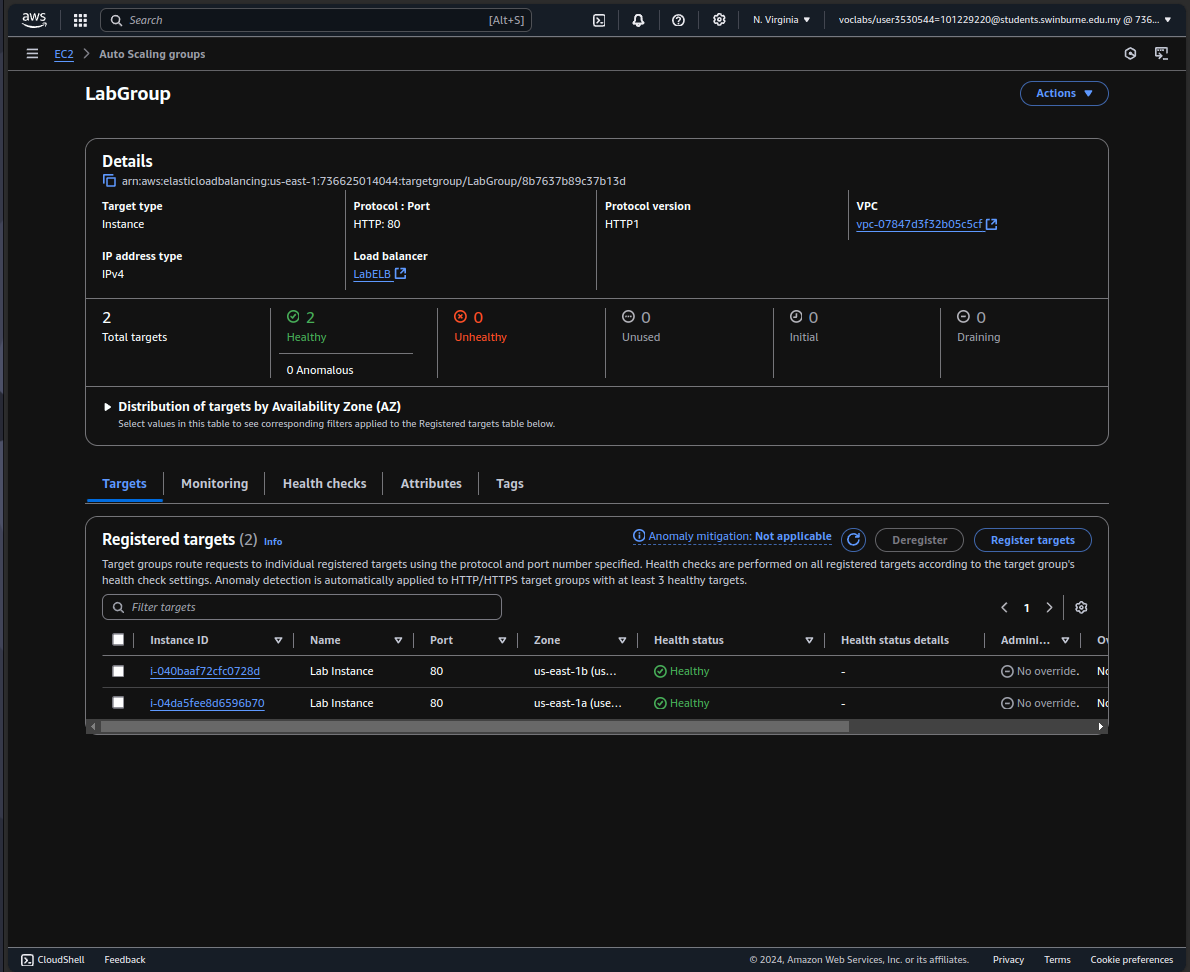 aws Search [Alt+S] N. Virginia voclabs/user3530544=101229220@students.swinburne.edu.my @ 736...
EC2 Auto Scaling groups
LabGroup Actions
Details
arn:aws:elasticloadbalancing:us-east-1:736625014044:targetgroup/LabGroup/8b7637b89c37b13d
Target type Protocol : Port Protocol version VPC
Instance HTTP: 80 HTTP1 vpc-07847d3f32b05c5cf
IP address type Load balancer
IPv4 LabELB
2 2 0 0 0 0
Total targets Healthy Unhealthy Unused Initial Draining
0 Anomalous
Distribution of targets by Availability Zone (AZ)
Select values in this table to see corresponding filters applied to the Registered targets table below.
Targets Monitoring Health checks Attributes Tags
Registered targets (2) Info Anomaly mitigation: Not applicable Deregister Register targets
Target groups route requests to individual registered targets using the protocol and port number specified. Health checks are performed on all registered targets according to the target group's
health check settings. Anomaly detection is automatically applied to HTTP/HTTPS target groups with at least 3 healthy targets.
Filter targets 1
Instance ID Name Port Zone Health status Health status details Admini...
i-040baaf72cfc0728d Lab Instance 80 us-east-1b (us... Healthy - No override.
i-04da5fee8d6596b70 Lab Instance 80 us-east-1a (use... Healthy - No override.
CloudShell Feedback © 2024, Amazon Web Services, Inc. or its affiliates. Privacy Terms Cookie preferences